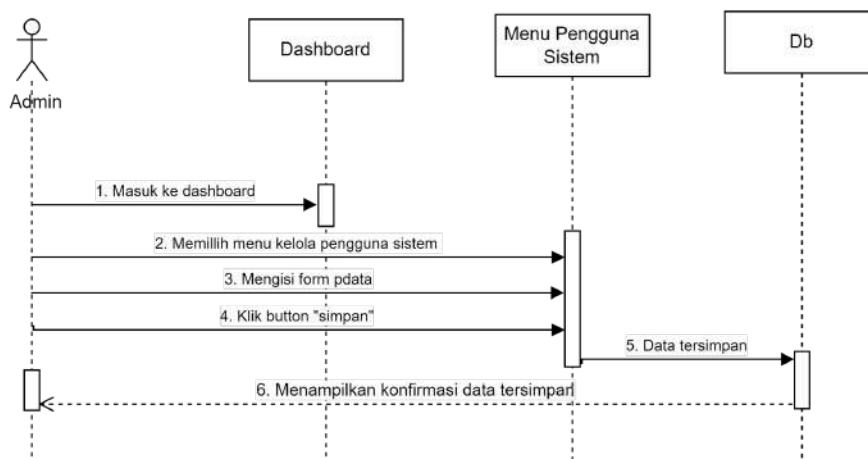 Admin
Dashboard
Menu Pengguna
Sistem
Db
1. Masuk ke dashboard
2. Memillih menu kelola pengguna sistem
3. Mengisi form pdata
4. Klik button "simpan"
5. Data tersimpan
6. Menampilkan konfirmasi data tersimpan